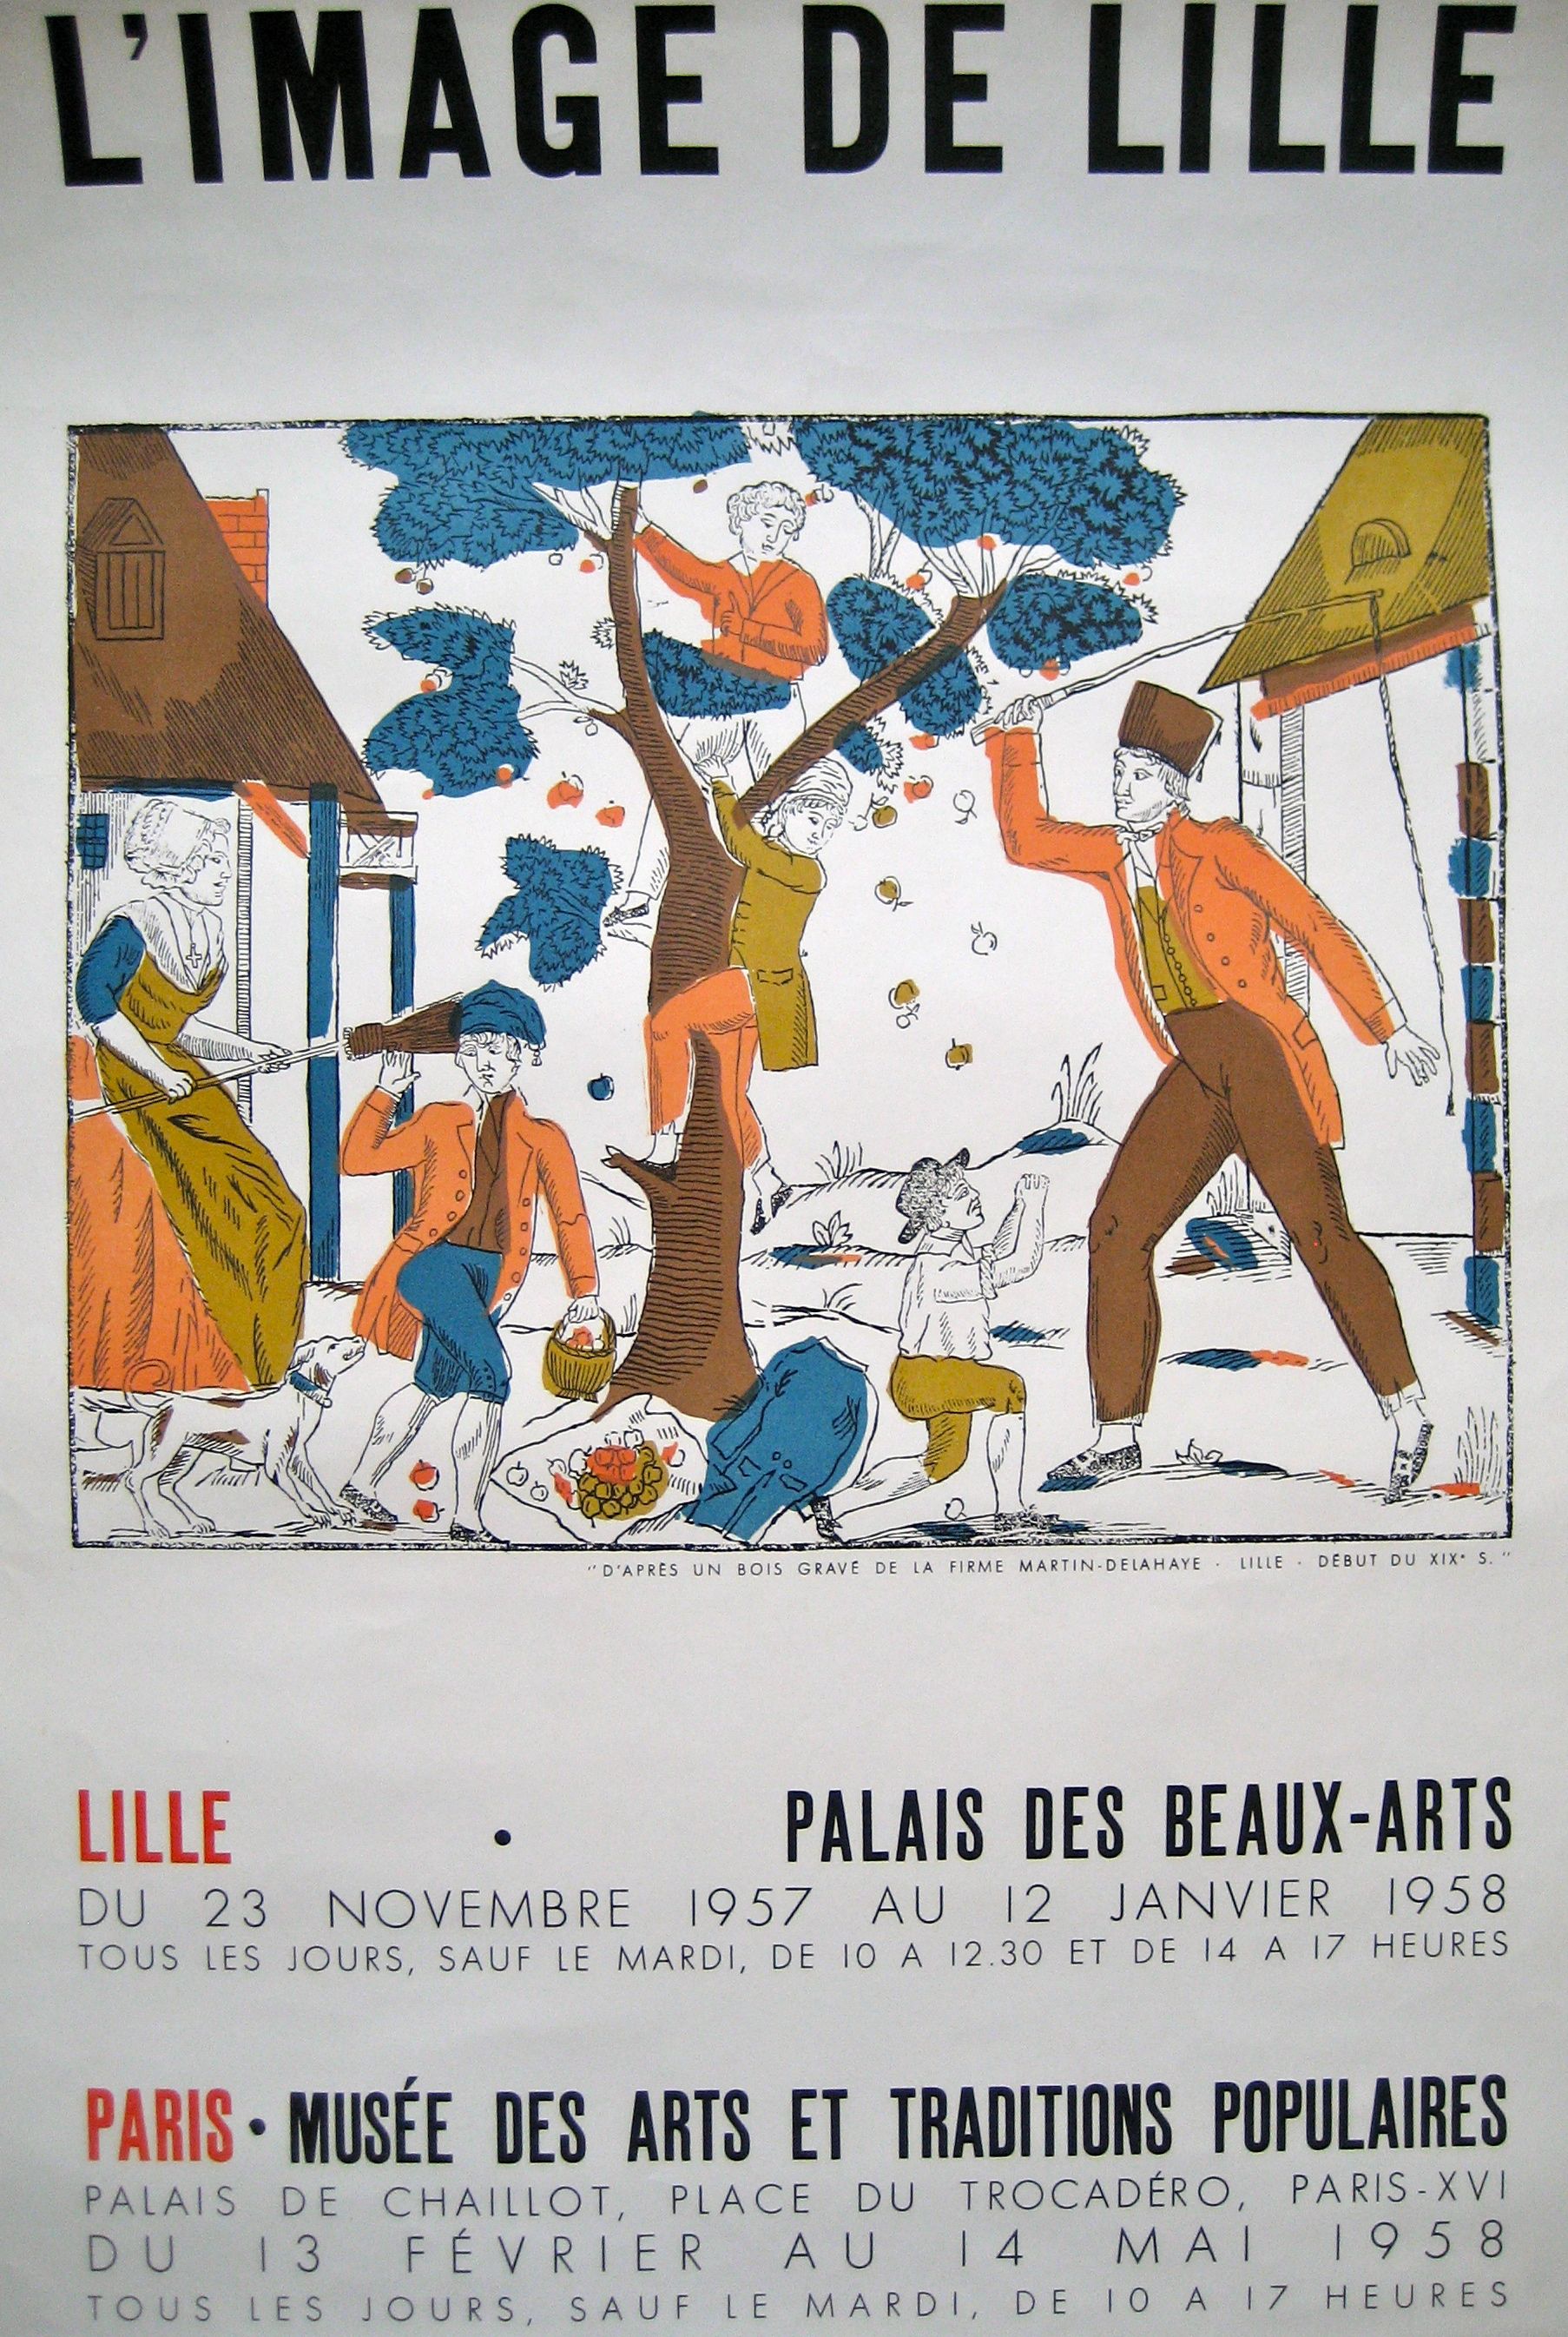 L'IMAGE DE LILLE
"D'APRÈS UN BOIS GRAVÉ DE LA FIRME MARTIN-DELAHAYE · LILLE · DÉBUT DU XIXe S."
LILLE • PALAIS DES BEAUX-ARTS
DU 23 NOVEMBRE 1957 AU 12 JANVIER 1958
TOUS LES JOURS, SAUF LE MARDI, DE 10 A 12.30 ET DE 14 A 17 HEURES
PARIS • MUSÉE DES ARTS ET TRADITIONS POPULAIRES
PALAIS DE CHAILLOT, PLACE DU TROCADÉRO, PARIS-XVI
DU 13 FÉVRIER AU 14 MAI 1958
TOUS LES JOURS, SAUF LE MARDI, DE 10 A 17 HEURES